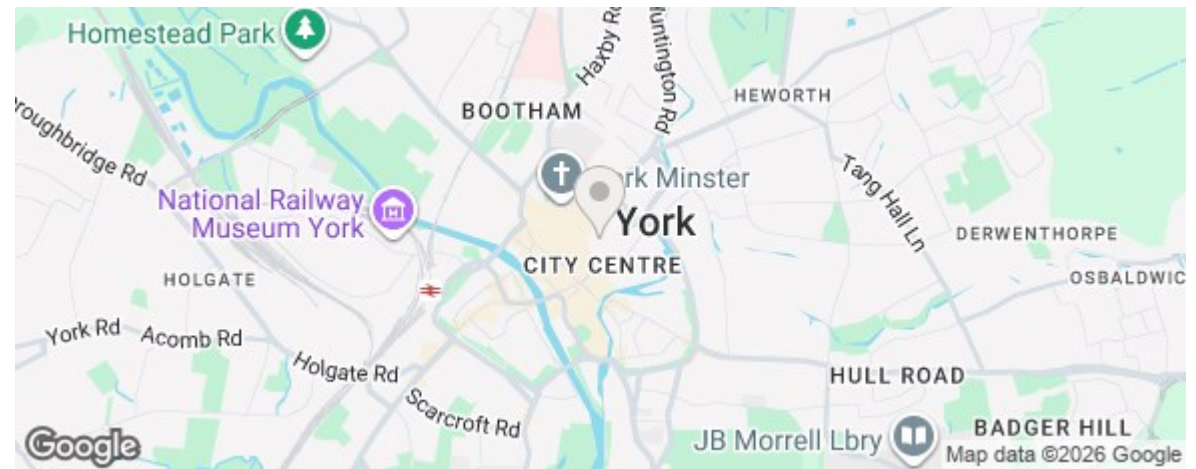 Homestead Park
Haxby Rd
Huntington Rd
BOOTHAM
HEWORTH
roughbridge Rd
York Minster
National Railway
Museum York
York
Tang Hall Ln
DERWENTHORPE
CITY CENTRE
HOLGATE
OSBALDWIC
York Rd
Acomb Rd
Holgate Rd
Scarcroft Rd
HULL ROAD
JB Morrell Lbry
BADGER HILL
Google
Map data ©2026 Google